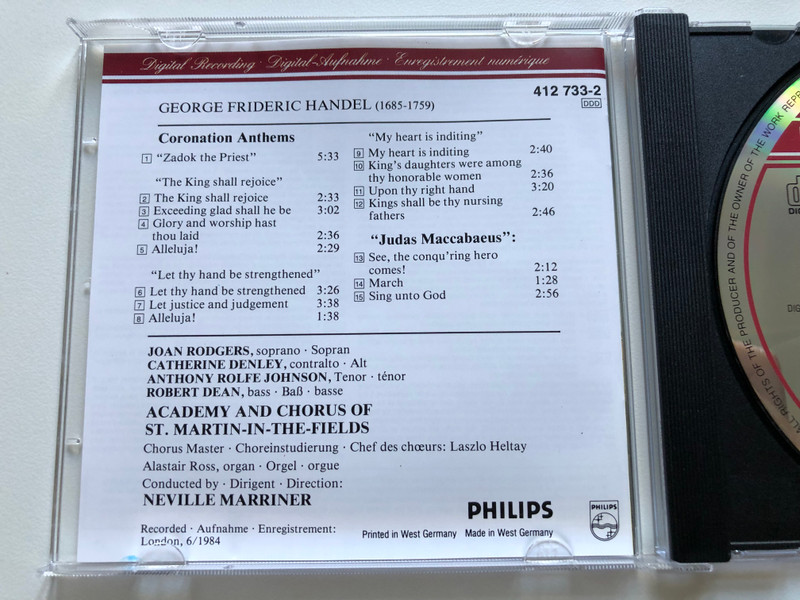 Digital Recording · Digital-Aufnahme · Enregistrement numérique
412 733-2
DDD
GEORGE FRIDERIC HANDEL (1685-1759)
Coronation Anthems
1 “Zadok the Priest” 5:33
“The King shall rejoice”
2 The King shall rejoice 2:33
3 Exceeding glad shall he be 3:02
4 Glory and worship hast
thou laid 2:36
5 Alleluja! 2:29
“Let thy hand be strengthened”
6 Let thy hand be strengthened 3:26
7 Let justice and judgement 3:38
8 Alleluja! 1:38
“My heart is inditing”
9 My heart is inditing 2:40
10 King's daughters were among
thy honorable women 2:36
11 Upon thy right hand 3:20
12 Kings shall be thy nursing
fathers 2:46
“Judas Maccabaeus”:
13 See, the conqu'ring hero
comes! 2:12
14 March 1:28
15 Sing unto God 2:56
JOAN RODGERS, soprano · Sopran
CATHERINE DENLEY, contralto · Alt
ANTHONY ROLFE JOHNSON, Tenor · ténor
ROBERT DEAN, bass · Baß · basse
ACADEMY AND CHORUS OF
ST. MARTIN-IN-THE-FIELDS
Chorus Master · Choreinstudierung · Chef des chœurs: Laszlo Heltay
Alastair Ross, organ · Orgel · orgue
Conducted by · Dirigent · Direction:
NEVILLE MARRINER
Recorded · Aufnahme · Enregistrement:
London, 6/1984
PHILIPS
Printed in West Germany Made in West Germany
PHILIPS
ALL RIGHTS OF THE PRODUCER AND OF THE OWNER OF THE WORK REPR